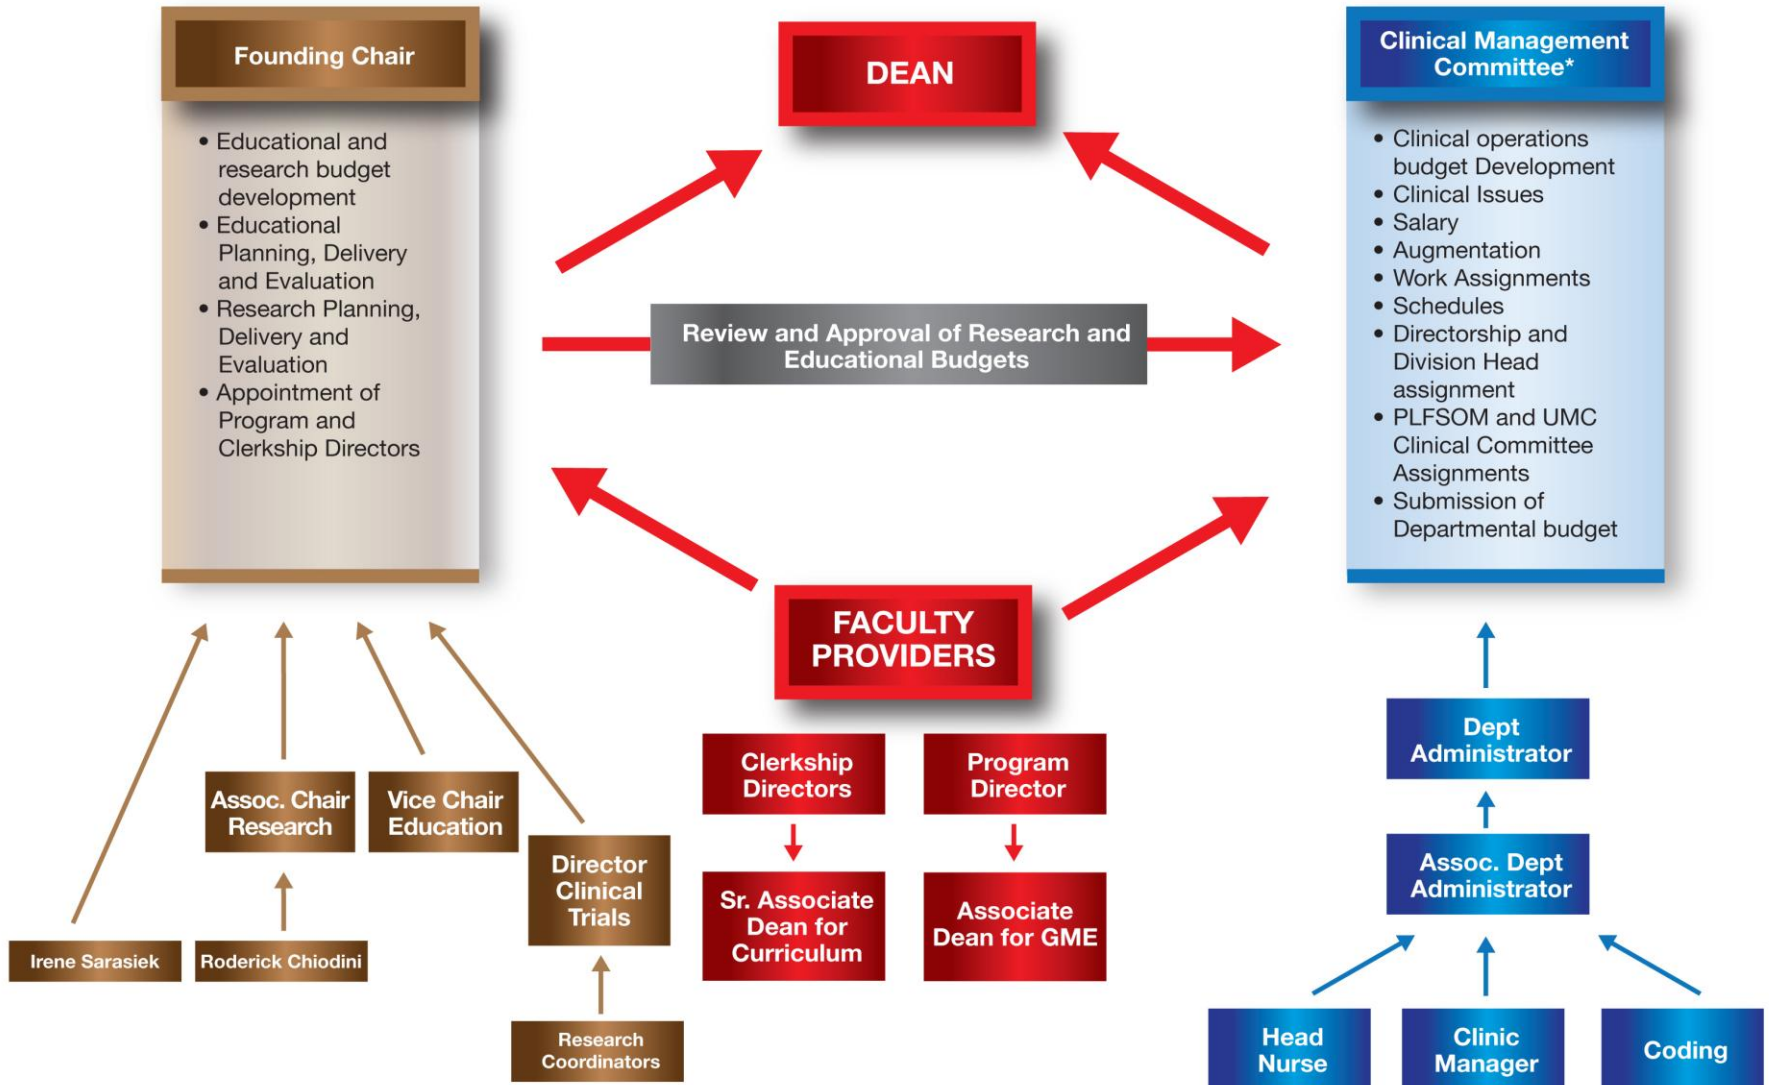 Founding Chair
• Educational and
research budget
development
• Educational
Planning, Delivery
and Evaluation
• Research Planning,
Delivery and
Evaluation
• Appointment of
Program and
Clerkship Directors
DEAN
Clinical Management
Committee*
• Clinical operations
budget Development
• Clinical Issues
• Salary
• Augmentation
• Work Assignments
• Schedules
• Directorship and
Division Head
assignment
• PLFSOM and UMC
Clinical Committee
Assignments
• Submission of
Departmental budget
Review and Approval of Research and
Educational Budgets
FACULTY
PROVIDERS
Assoc. Chair
Research
Vice Chair
Education
Director
Clinical
Trials
Irene Sarasiek
Roderick Chiodini
Research
Coordinators
Clerkship
Directors
Program
Director
Sr. Associate
Dean for
Curriculum
Associate
Dean for GME
Dept
Administrator
Assoc. Dept
Administrator
Head
Nurse
Clinic
Manager
Coding